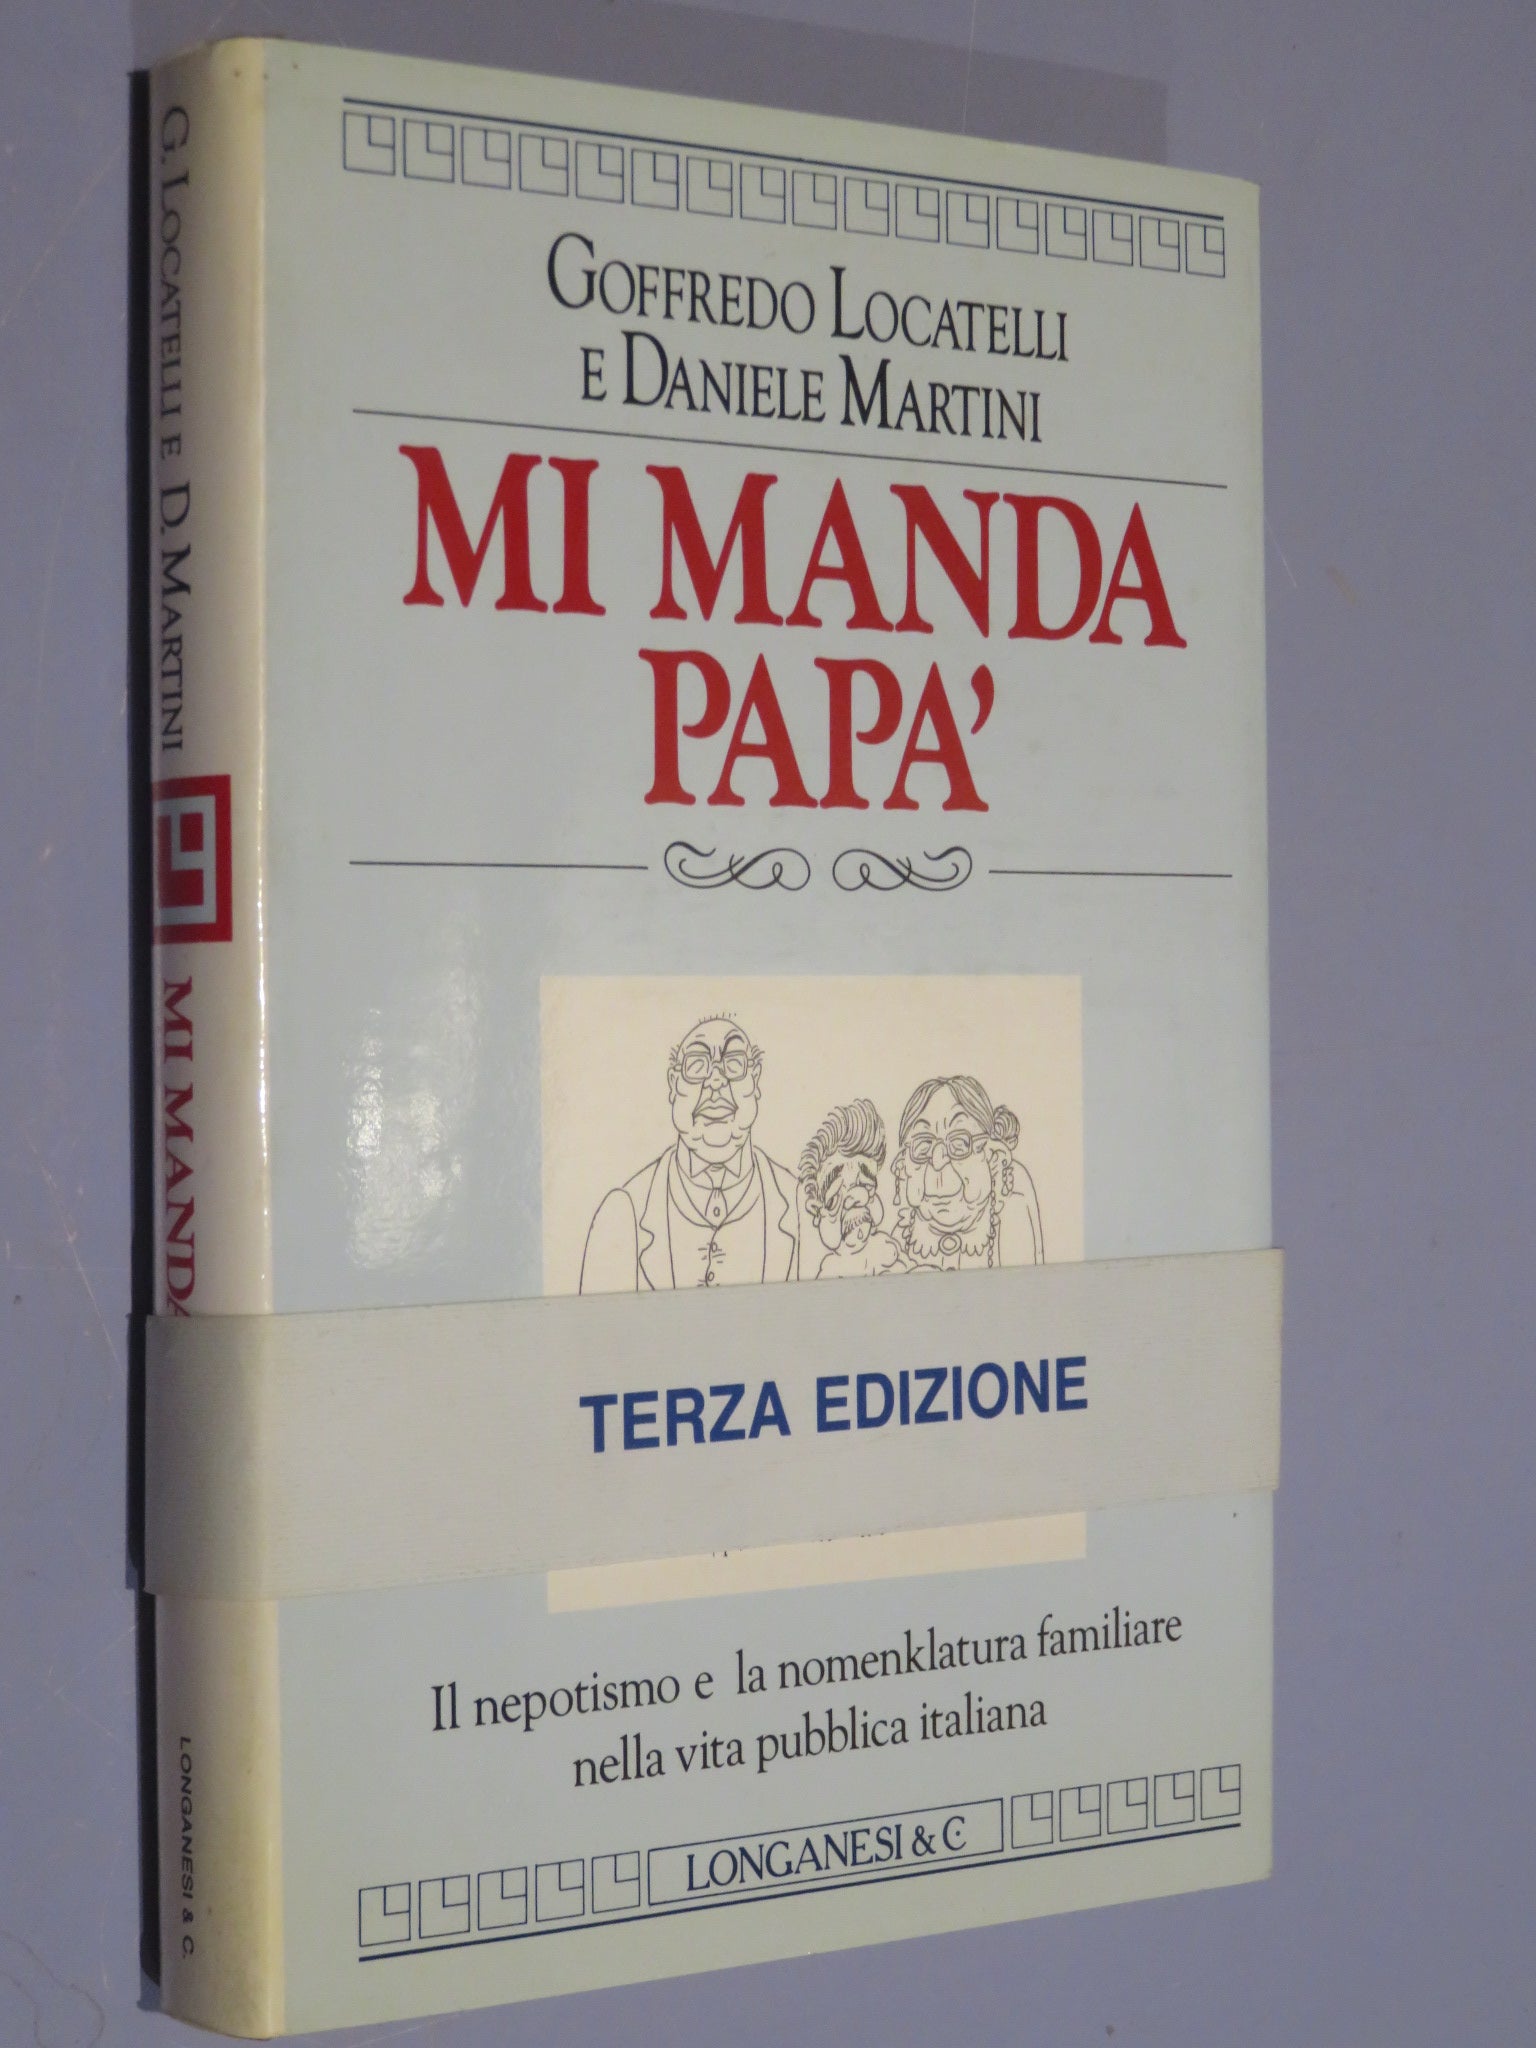 G. LOCATELLI E D. MARTINI
MI MANDA
LONGANESI & C.
GOFFREDO LOCATELLI
E DANIELE MARTINI
MI MANDA
PAPA'
TERZA EDIZIONE
Il nepotismo e la nomenklatura familiare
nella vita pubblica italiana
LONGANESI & C.